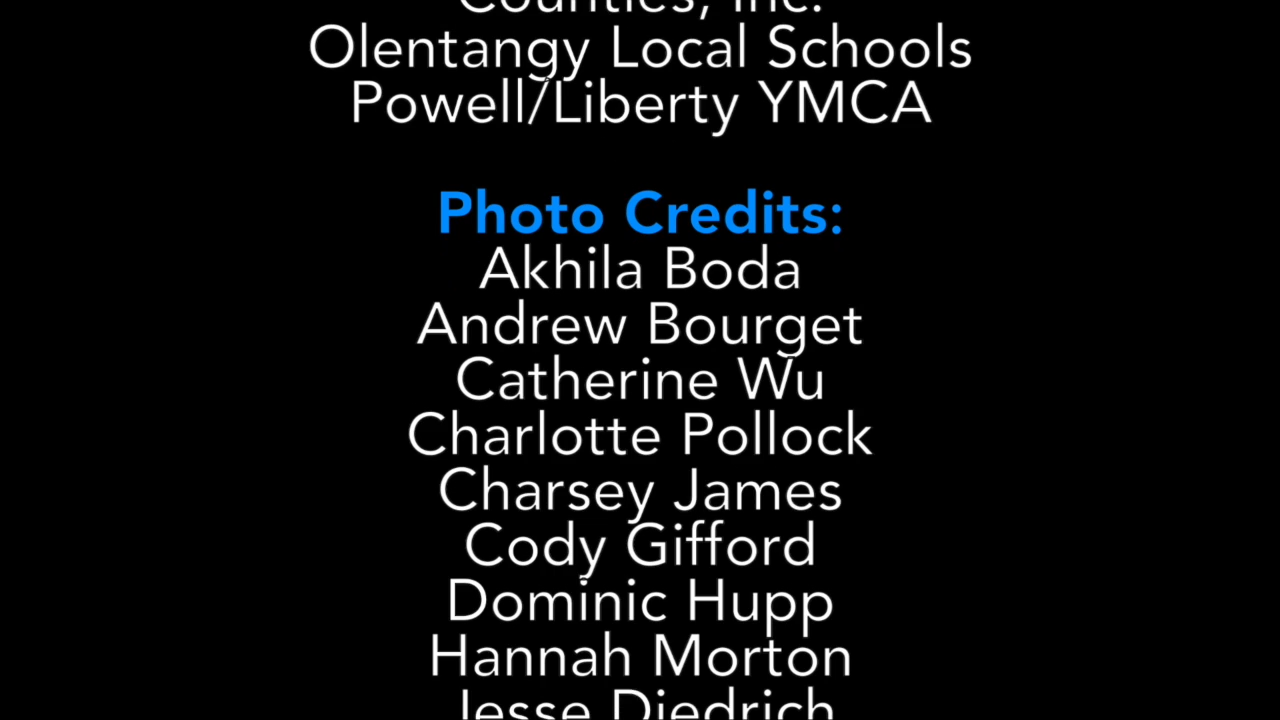 Counties, Inc.
Olentangy Local Schools
Powell/Liberty YMCA
Photo Credits:
Akhila Boda
Andrew Bourget
Catherine Wu
Charlotte Pollock
Charsey James
Cody Gifford
Dominic Hupp
Hannah Morton
Jesse Diedrich